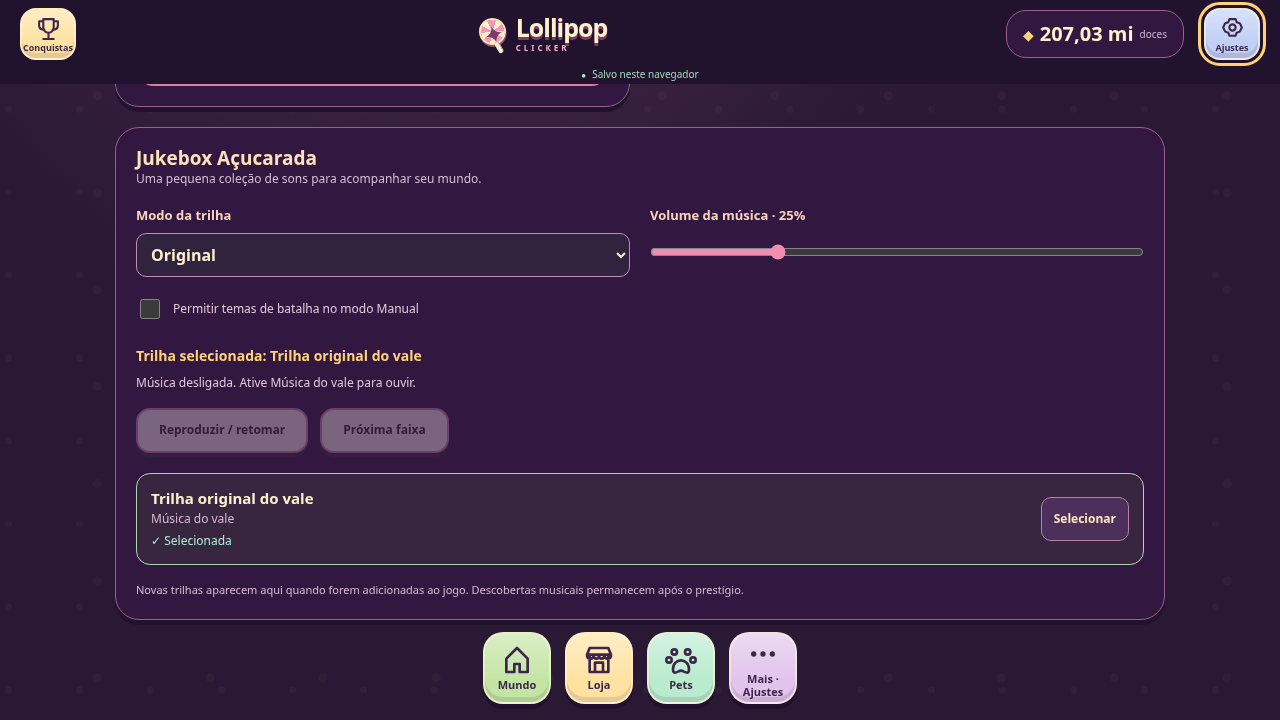 Conquistas
Lollipop
CLICKER
◆ 207,03 mi doces
Ajustes
● Salvo neste navegador
Jukebox Açucarada
Uma pequena coleção de sons para acompanhar seu mundo.
Modo da trilha
Volume da música · 25%
Original
Permitir temas de batalha no modo Manual
Trilha selecionada: Trilha original do vale
Música desligada. Ative Música do vale para ouvir.
Reproduzir / retomar
Próxima faixa
Trilha original do vale
Música do vale
✓ Selecionada
Selecionar
Novas trilhas aparecem aqui quando forem adicionadas ao jogo. Descobertas musicais permanecem após o prestígio.
Mundo
Loja
Pets
Mais ·
Ajustes